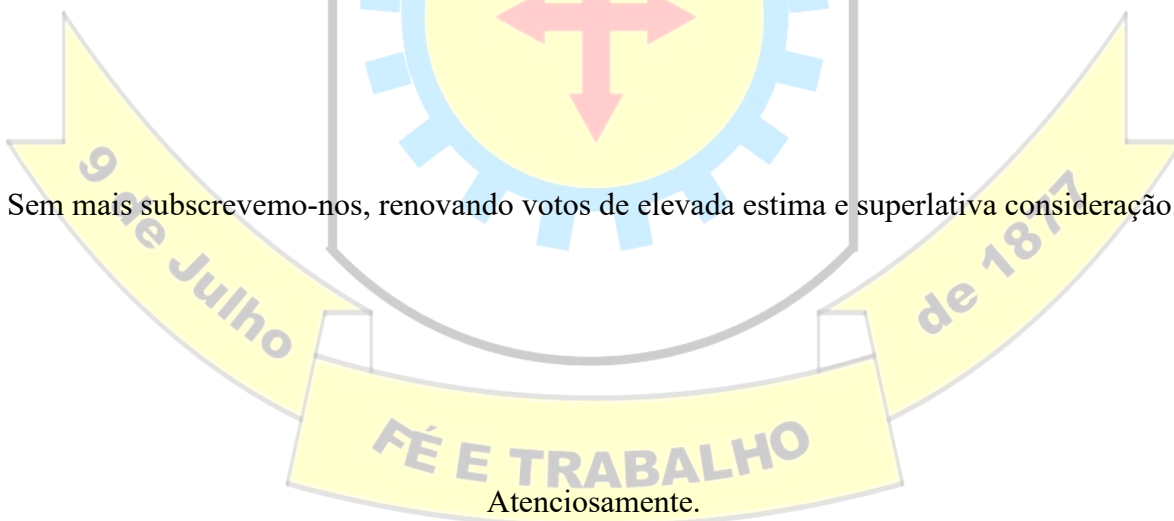 9 de Julho
de 1877
Sem mais subscrevemo-nos, renovando votos de elevada estima e superlativa consideração
FÉ E TRABALHO
Atenciosamente.